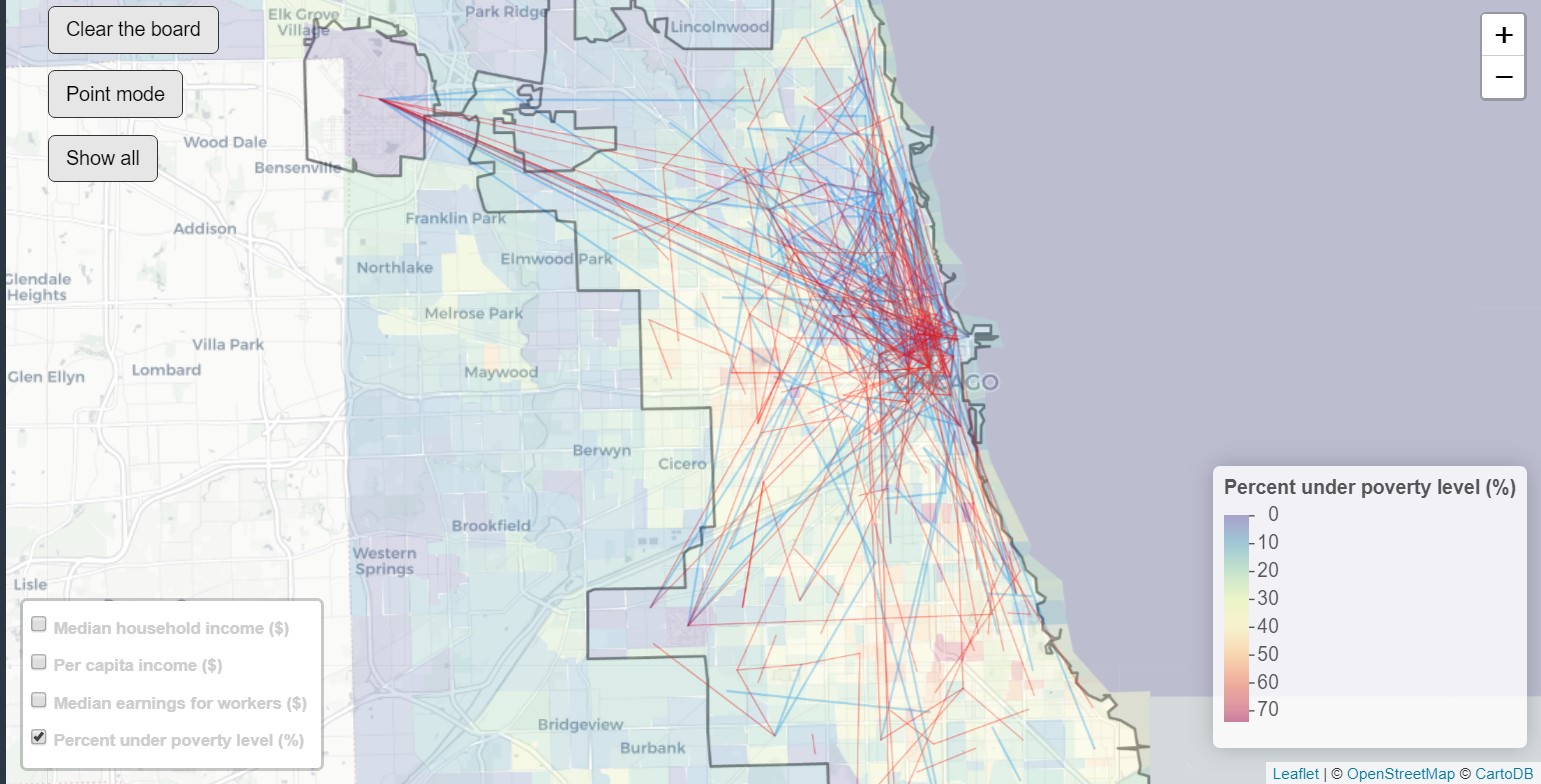 Clear the board
Point mode
Show all
Elk Grove
Village
Park Ridge
Lincolnwood
Wood Dale
Bensenville
Addison
Franklin Park
Glendale
Heights
Northlake
Elmwood Park
Melrose Park
Villa Park
Lombard
Glen Ellyn
Maywood
CHICAGO
Berwyn
Cicero
Brookfield
Western
Springs
Lisle
Bridgeview
Burbank
Median household income ($)
Per capita income ($)
Median earnings for workers ($)
Percent under poverty level (%)
+
−
Percent under poverty level (%)
0
10
20
30
40
50
60
70
Leaflet | © OpenStreetMap © CartoDB